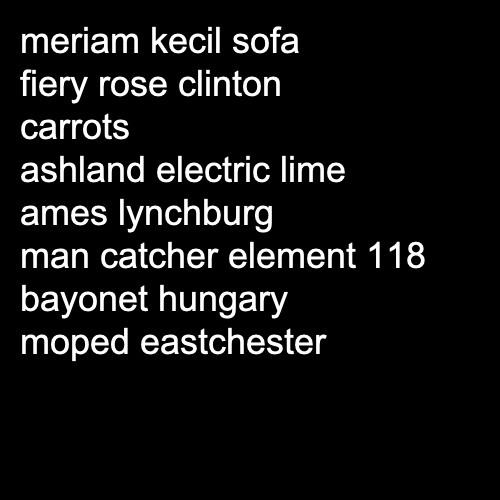 meriam kecil sofa
fiery rose clinton
carrots
ashland electric lime
ames lynchburg
man catcher element 118
bayonet hungary
moped eastchester